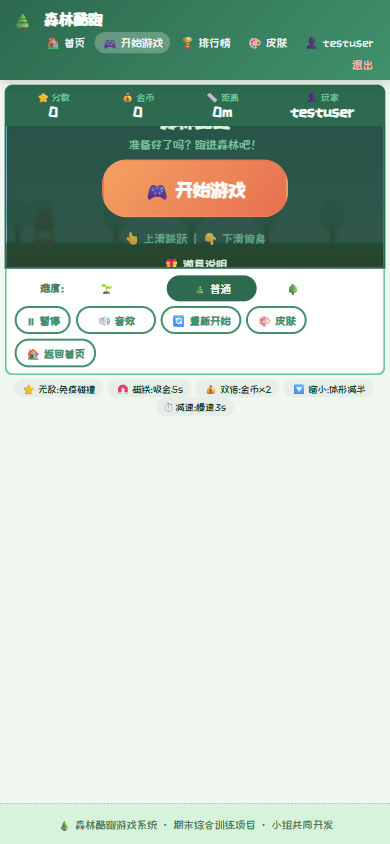 森林酷跑
首页 开始游戏 排行榜 皮肤 testuser
退出
分数 金币 距离 玩家
0 0 0m testuser
森林酷跑
准备好了吗？跑进森林吧！
开始游戏
上滑跳跃 | 下滑俯身
道具说明
难度： 普通
暂停 音效 重新开始 皮肤
返回首页
无敌:免疫碰撞 磁铁:吸金5s 双倍:金币×2 缩小:体形减半
减速:慢速3s
森林酷跑游戏系统 · 期末综合训练项目 · 小组共同开发